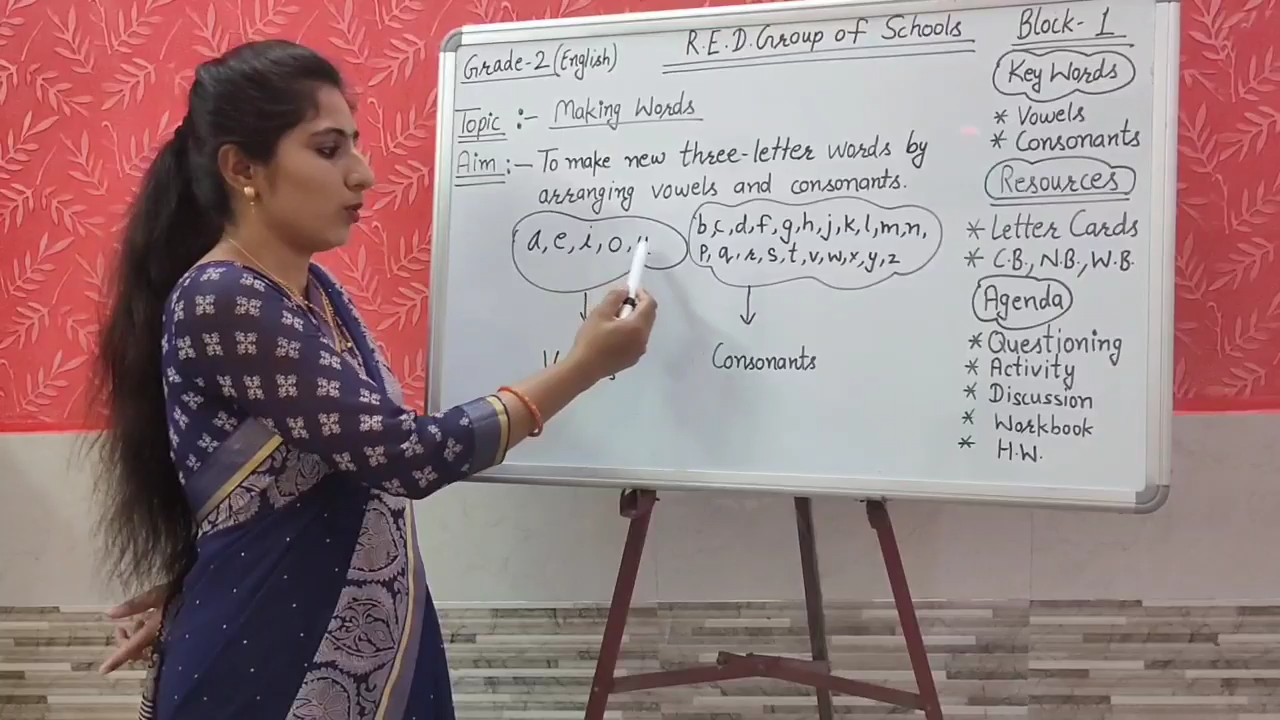 R.E.D. Group of Schools
Grade-2 (English)
Topic :- Making Words
Aim :- To make new three-letter words by
arranging vowels and consonants.
a, e, i, o,
b, c, d, f, g, h, j, k, l, m, n,
p, q, r, s, t, v, w, x, y, z
Consonants
Block-1
Key Words
* Vowels
* Consonants
Resources
* Letter Cards
* C.B., N.B., W.B.
Agenda
* Questioning
* Activity
* Discussion
* Workbook
* H.W.